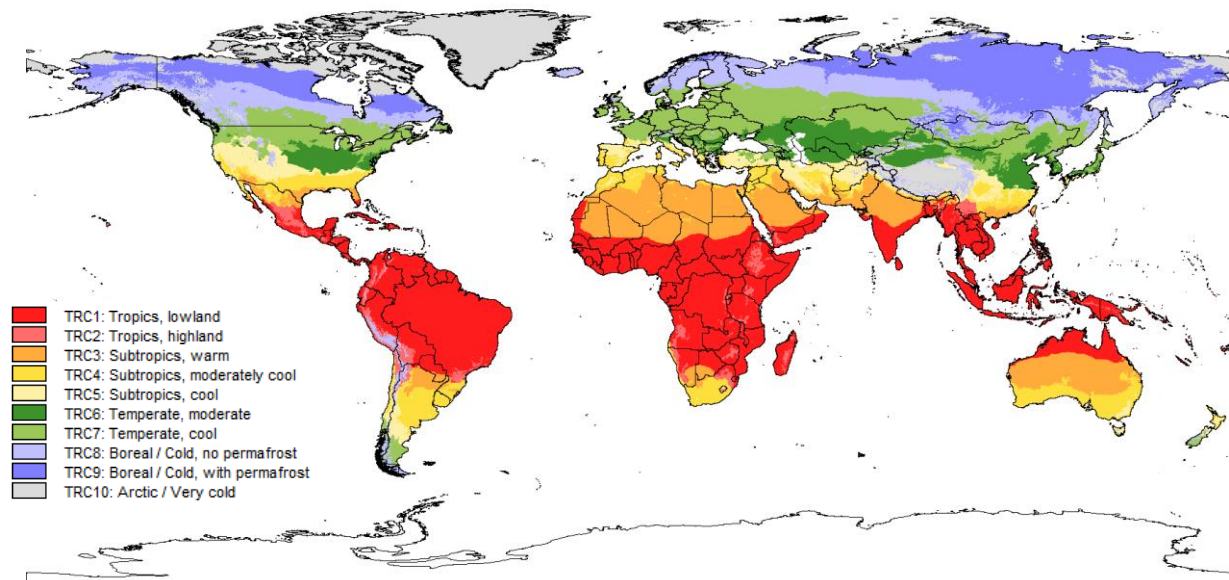 TRC1: Tropics, lowland
TRC2: Tropics, highland
TRC3: Subtropics, warm
TRC4: Subtropics, moderately cool
TRC5: Subtropics, cool
TRC6: Temperate, moderate
TRC7: Temperate, cool
TRC8: Boreal / Cold, no permafrost
TRC9: Boreal / Cold, with permafrost
TRC10: Arctic / Very cold